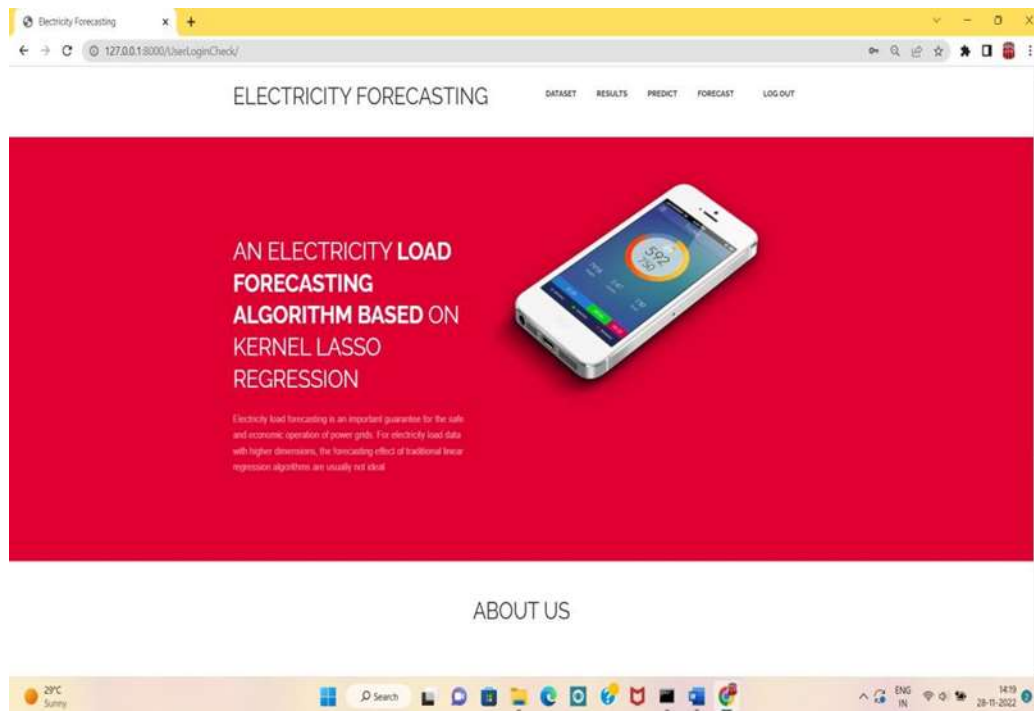 Electricity Forecasting x +
127.0.0.1:8000/UserLoginCheck/
ELECTRICITY FORECASTING DATASET RESULTS PREDICT FORECAST LOG OUT
AN ELECTRICITY LOAD
FORECASTING
ALGORITHM BASED ON
KERNEL LASSO
REGRESSION
592
750
Electricity load forecasting is an important guarantee for the safe
and economic operation of power grids. For electricity load data
with higher dimensions, the forecasting effect of traditional linear
regression algorithms are usually not ideal
ABOUT US
29°C
Sunny
Search
ENG
IN
14:19
28-11-2022